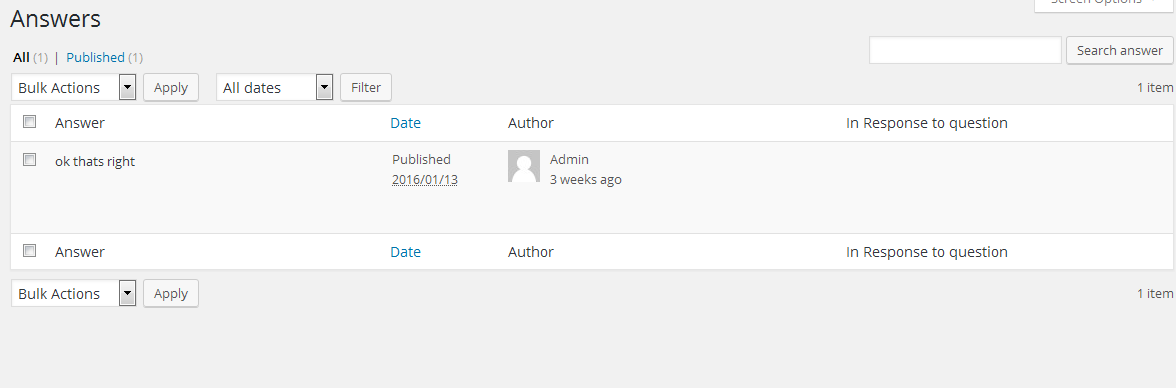 Screen Options
Answers
All (1) | Published (1)
Search answer
Bulk Actions Apply All dates Filter 1 item
Answer Date Author In Response to question
ok thats right Published Admin
2016/01/13 3 weeks ago
Answer Date Author In Response to question
Bulk Actions Apply 1 item